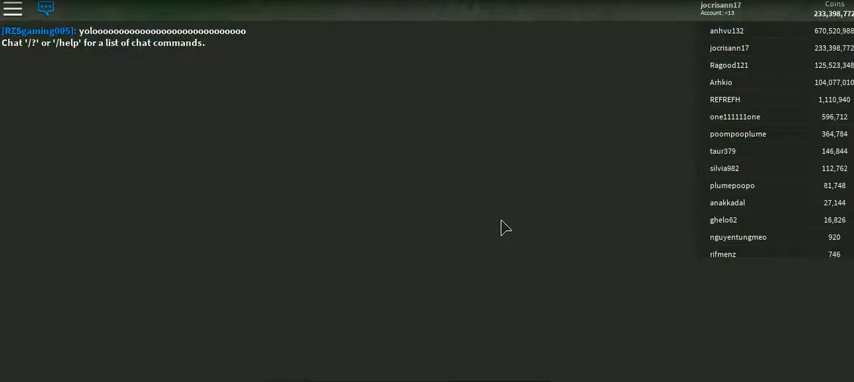 jocrisann17 Coins
Account: <13 233,398,772
[RZSgaming005]: yolooooooooooooooooooooooooooooo
Chat '/?' or '/help' for a list of chat commands.
anhvu132 670,520,988
jocrisann17 233,398,772
Ragood121 125,523,348
Arhkio 104,077,010
REFREFH 1,110,940
one111111one 596,712
poompooplume 364,784
taur379 146,844
silvia982 112,762
plumepoopo 81,748
anakkadal 27,144
ghelo62 16,826
nguyentungmeo 920
rifmenz 746